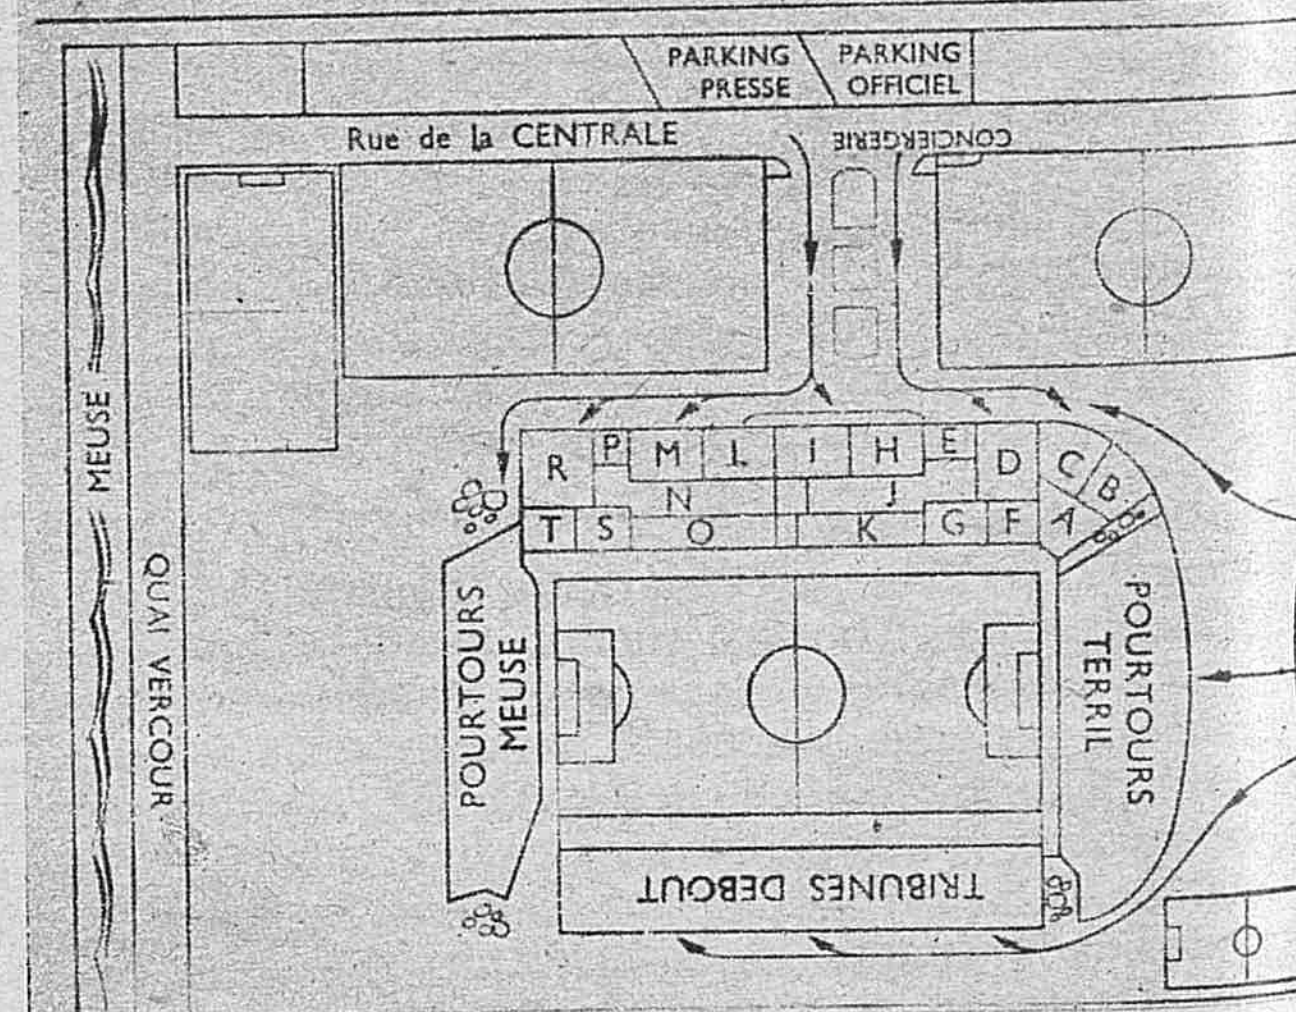 PARKING
PRESSE
PARKING
OFFICIEL
Rue de la CENTRALE
CONCIERGERIE
MEUSE
QUAI VERCOUR
R
P
M
L
I
H
E
D
C
B
N
J
T
S
O
K
G
F
A
POURTOURS
MEUSE
POURTOURS
TERRIL
TRIBUNES DEBOUT